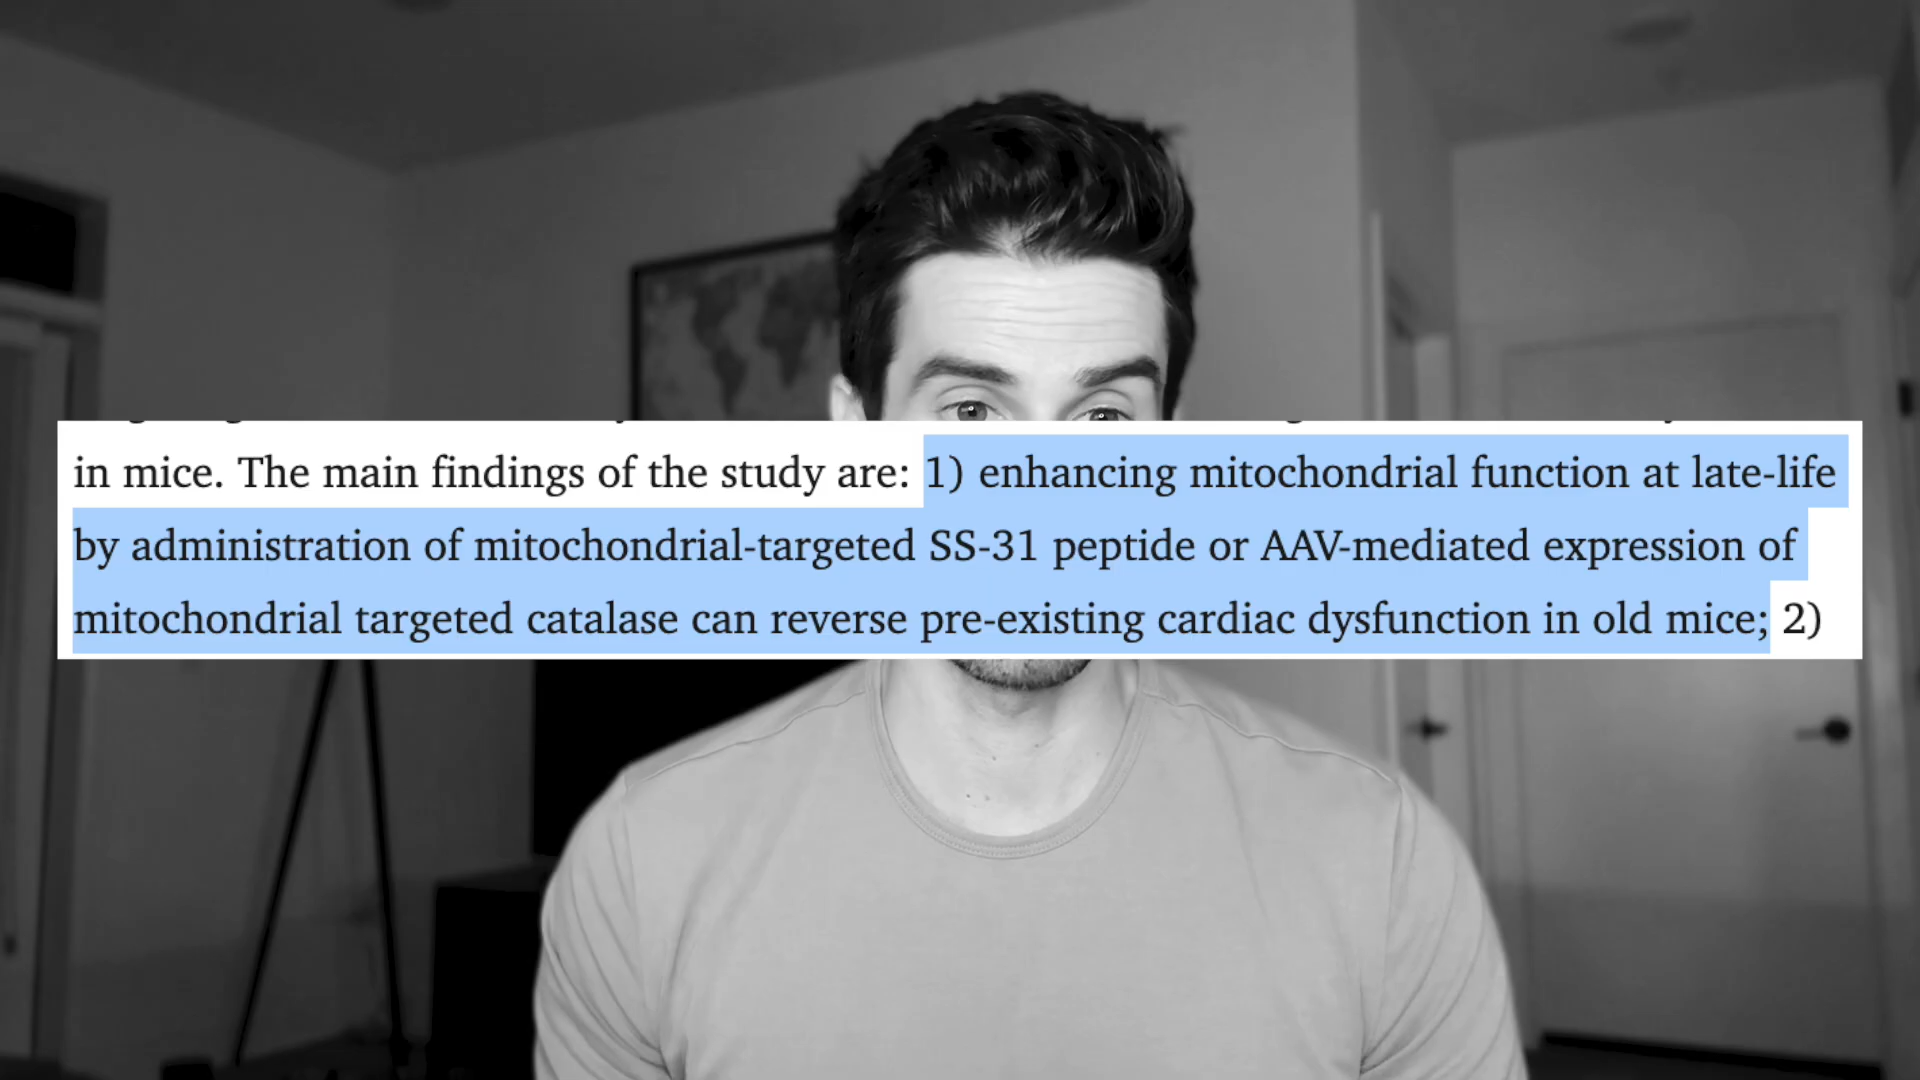 in mice. The main findings of the study are: 1) enhancing mitochondrial function at late-life
by administration of mitochondrial-targeted SS-31 peptide or AAV-mediated expression of
mitochondrial targeted catalase can reverse pre-existing cardiac dysfunction in old mice; 2)